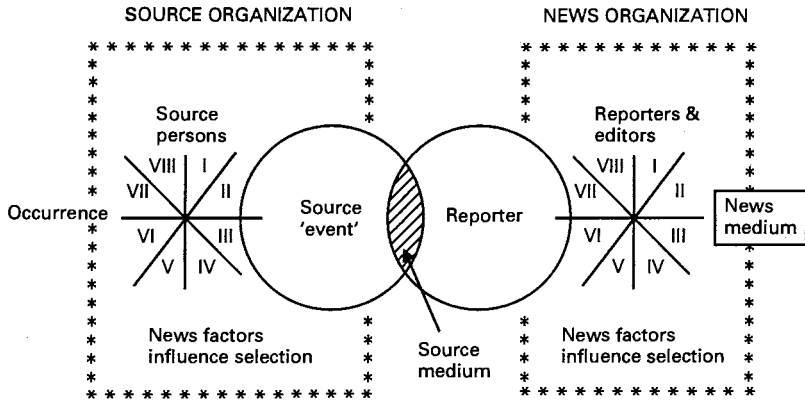 SOURCE ORGANIZATION
NEWS ORGANIZATION
Source
persons
VIII I
VII II
VI III
V IV
Occurrence
Source
'event'
Reporter
Source
medium
News factors
influence selection
Reporters &
editors
VIII I
VII II
VI III
V IV
News
medium
News factors
influence selection